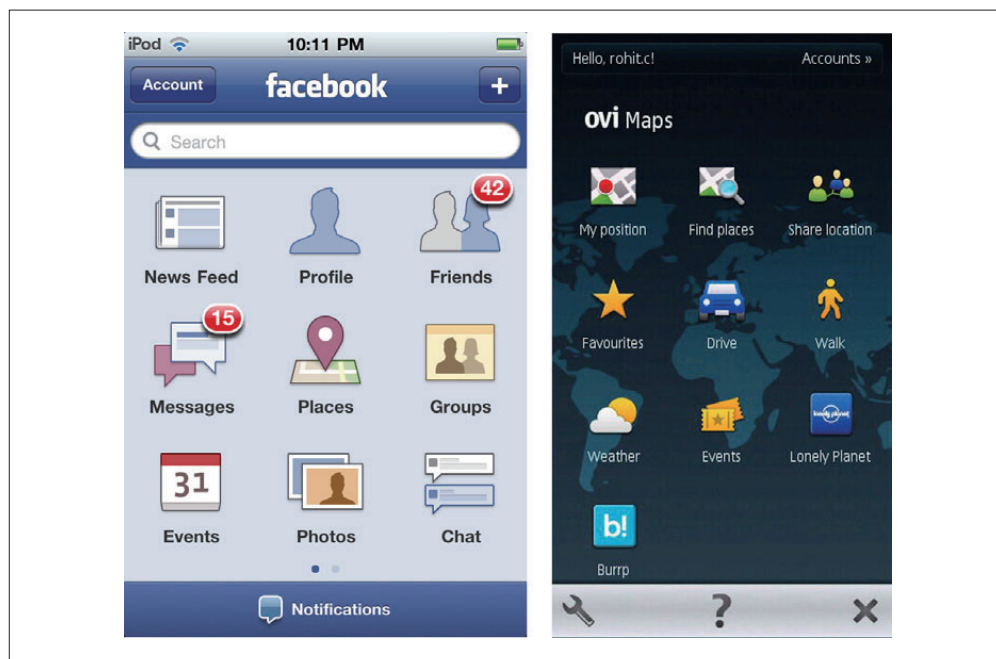 iPod 10:11 PM
Account facebook +
Search
42
News Feed Profile Friends
15
Messages Places Groups
31
Events Photos Chat
Notifications
Hello, rohit.c! Accounts »
ovi Maps
My position Find places Share location
Favourites Drive Walk
lonely planet
Weather Events Lonely Planet
b!
Burrp
?